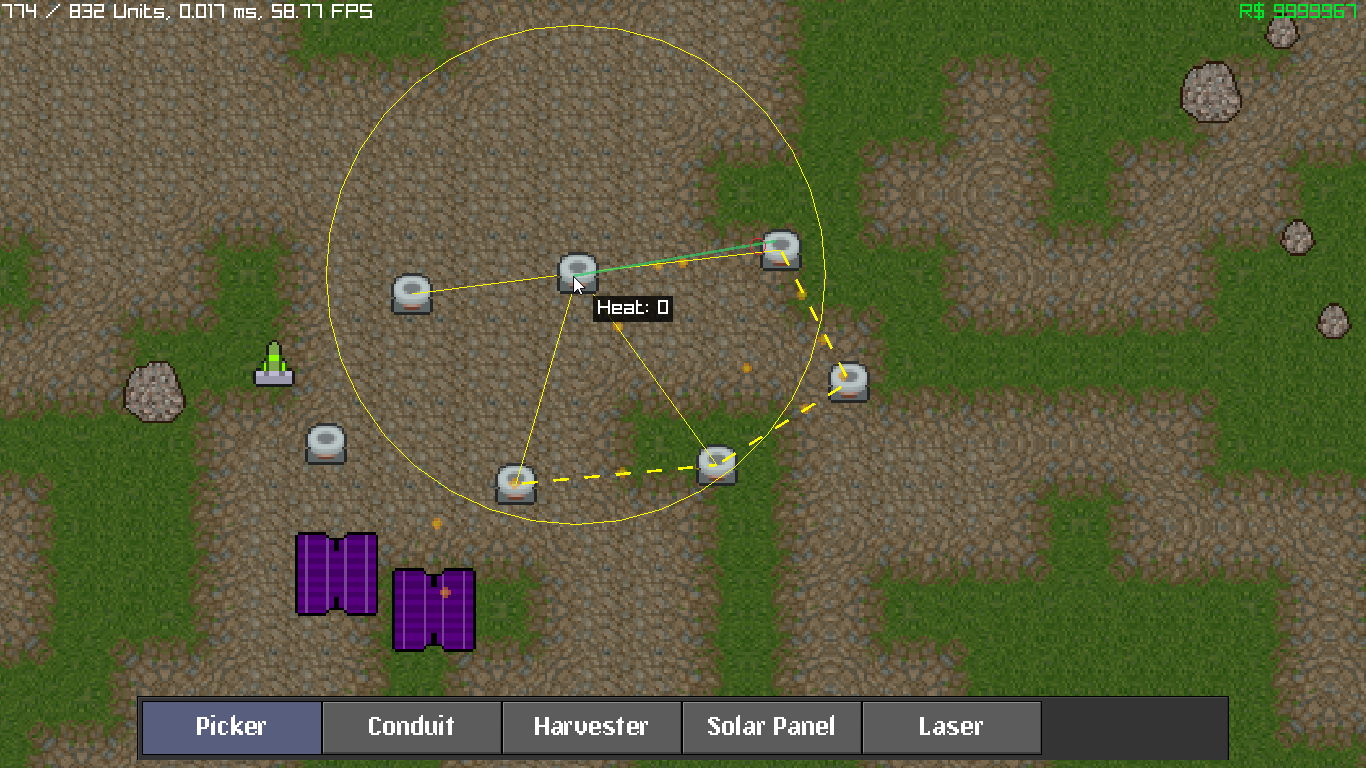 774 / 832 Units, 0.017 ms, 58.77 FPS
R$ 9999967
Heat: 0
Picker
Conduit
Harvester
Solar Panel
Laser